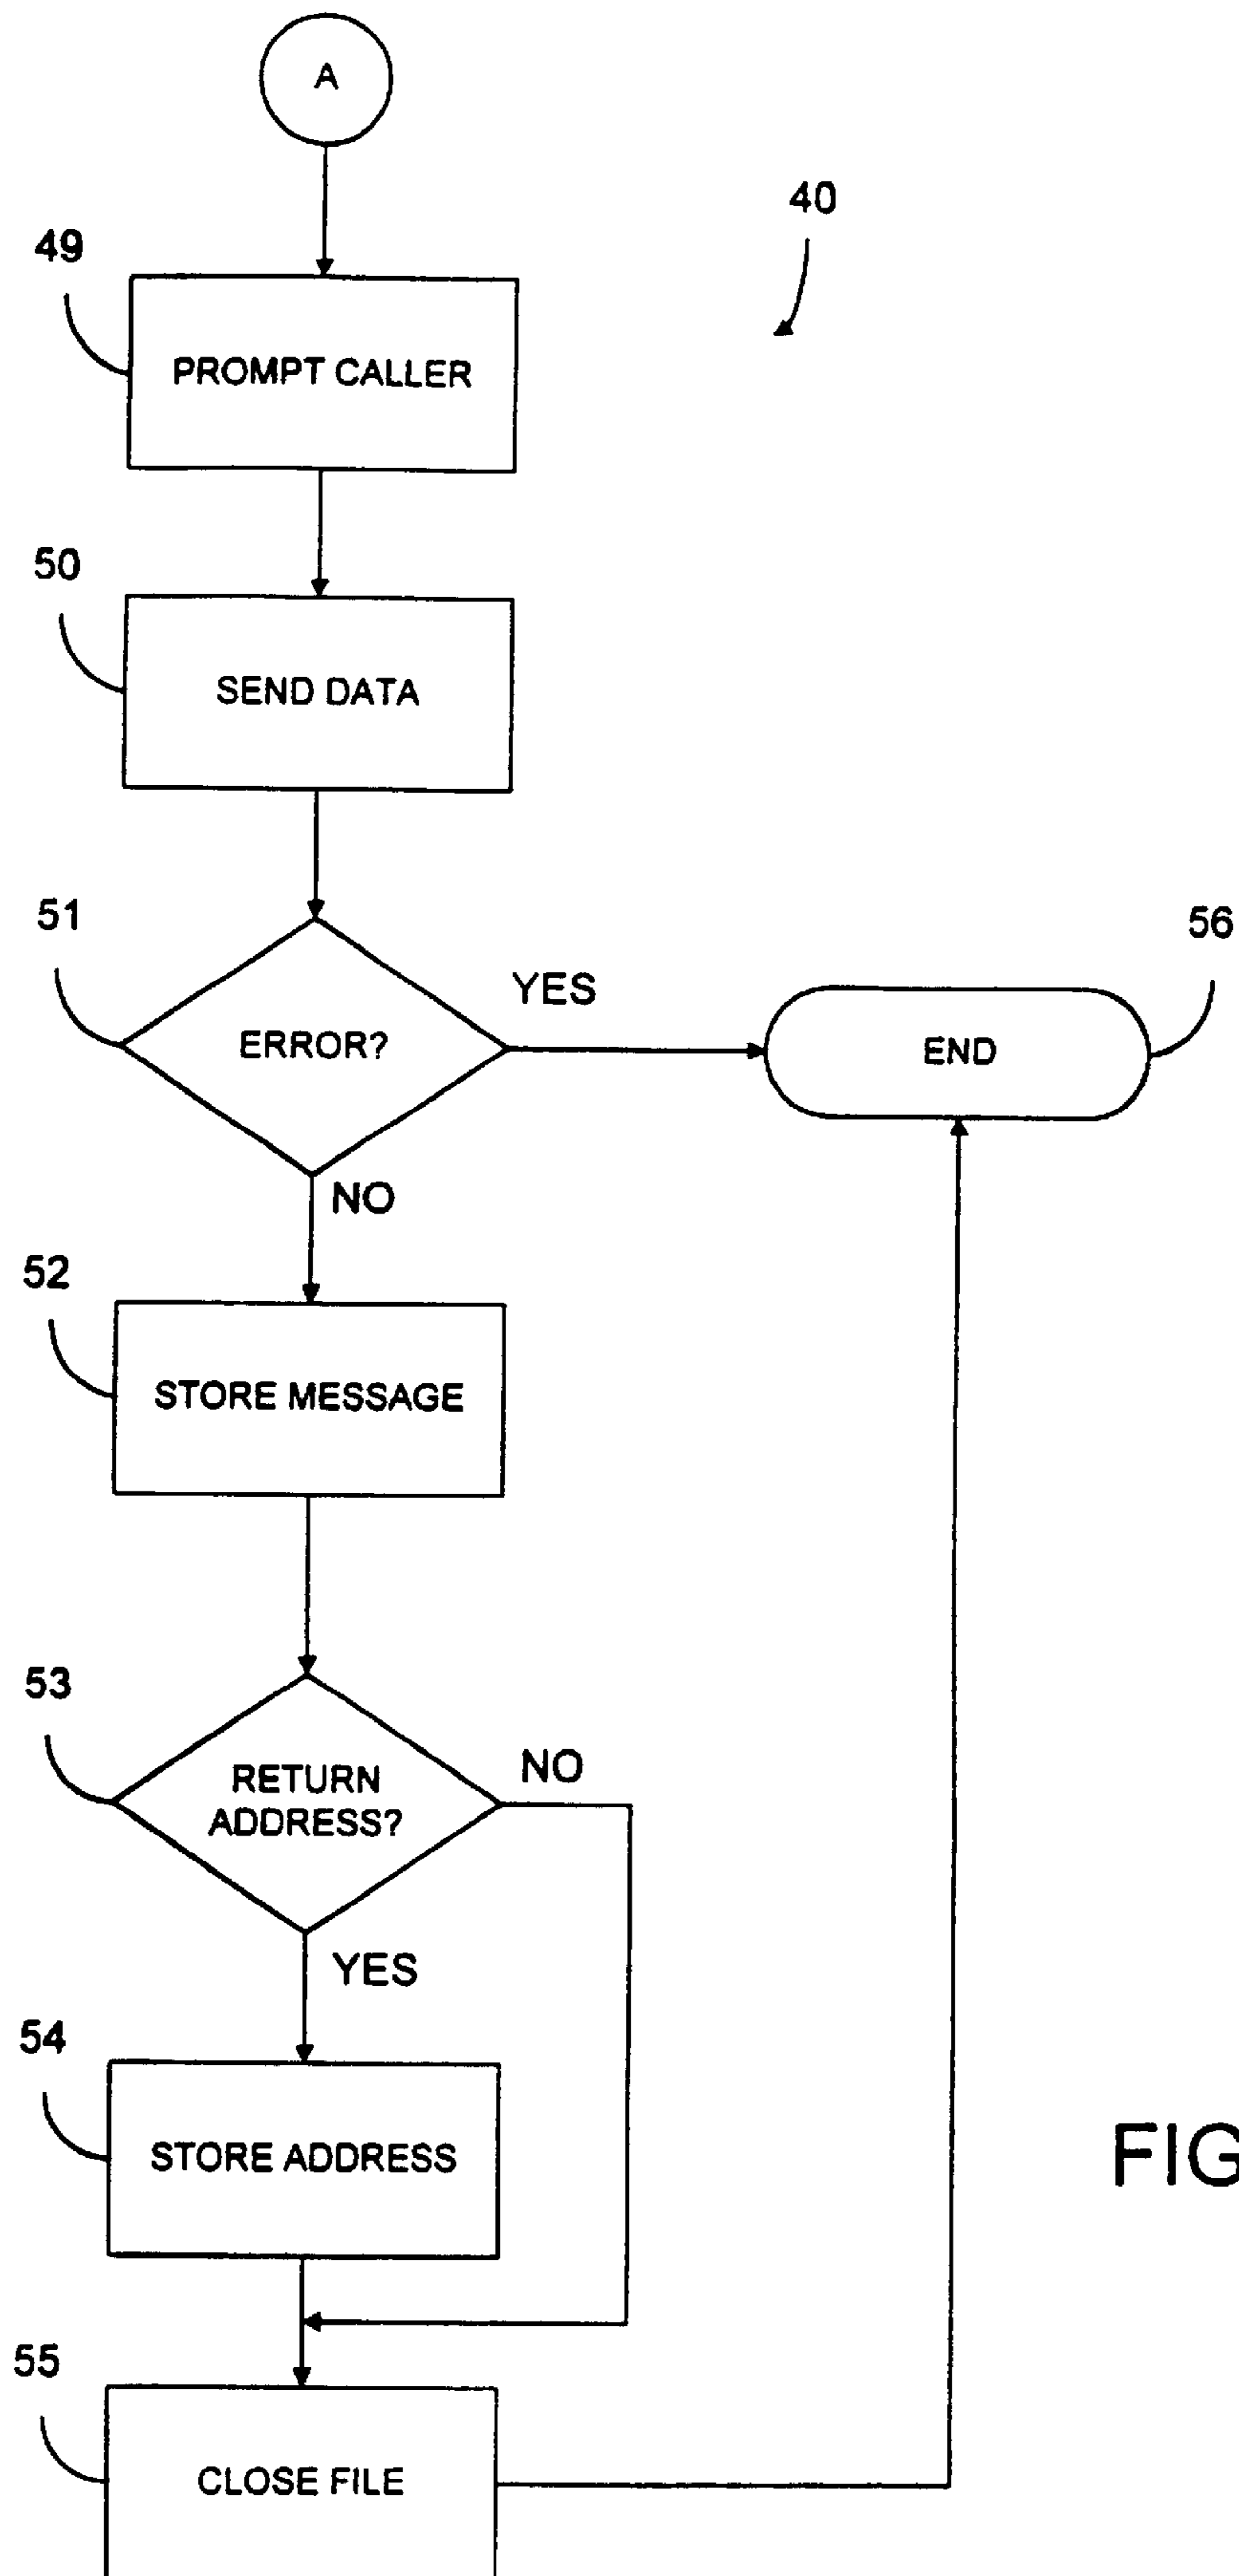 A
40
49
PROMPT CALLER
50
SEND DATA
51
ERROR?
YES
END
56
NO
52
STORE MESSAGE
53
RETURN
ADDRESS?
NO
YES
54
STORE ADDRESS
FIG
55
CLOSE FILE